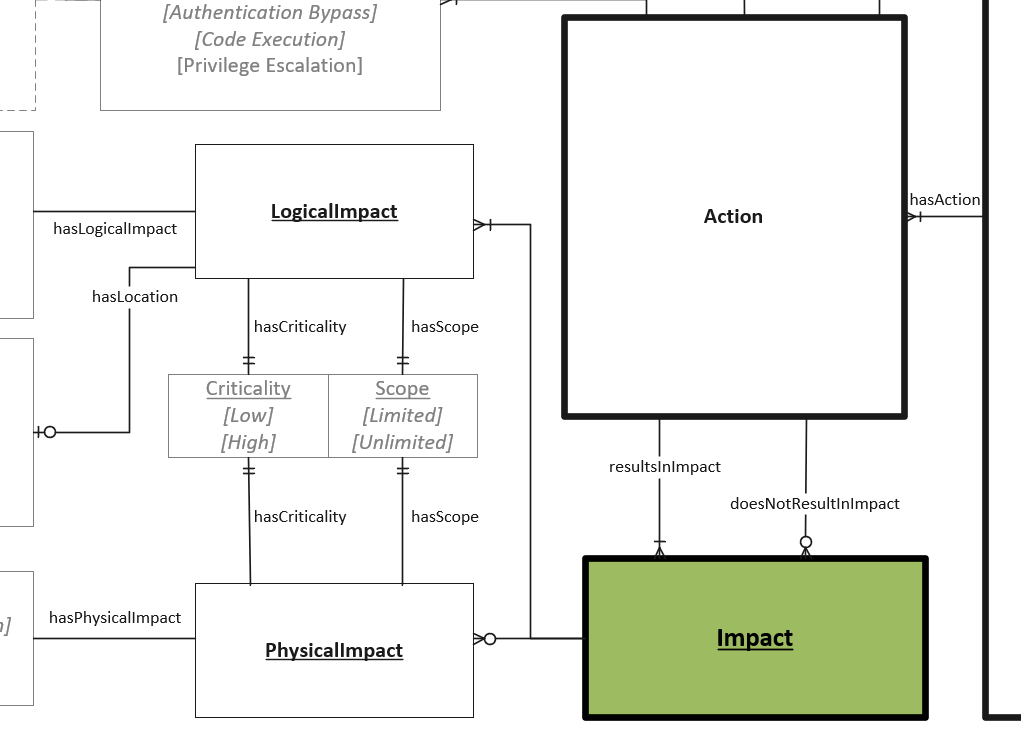 [Authentication Bypass]
[Code Execution]
[Privilege Escalation]
Action
hasAction
LogicalImpact
hasLogicalImpact
hasLocation
hasCriticality
hasScope
Criticality
[Low]
[High]
Scope
[Limited]
[Unlimited]
hasCriticality
hasScope
resultsInImpact
doesNotResultInImpact
hasPhysicalImpact
PhysicalImpact
Impact